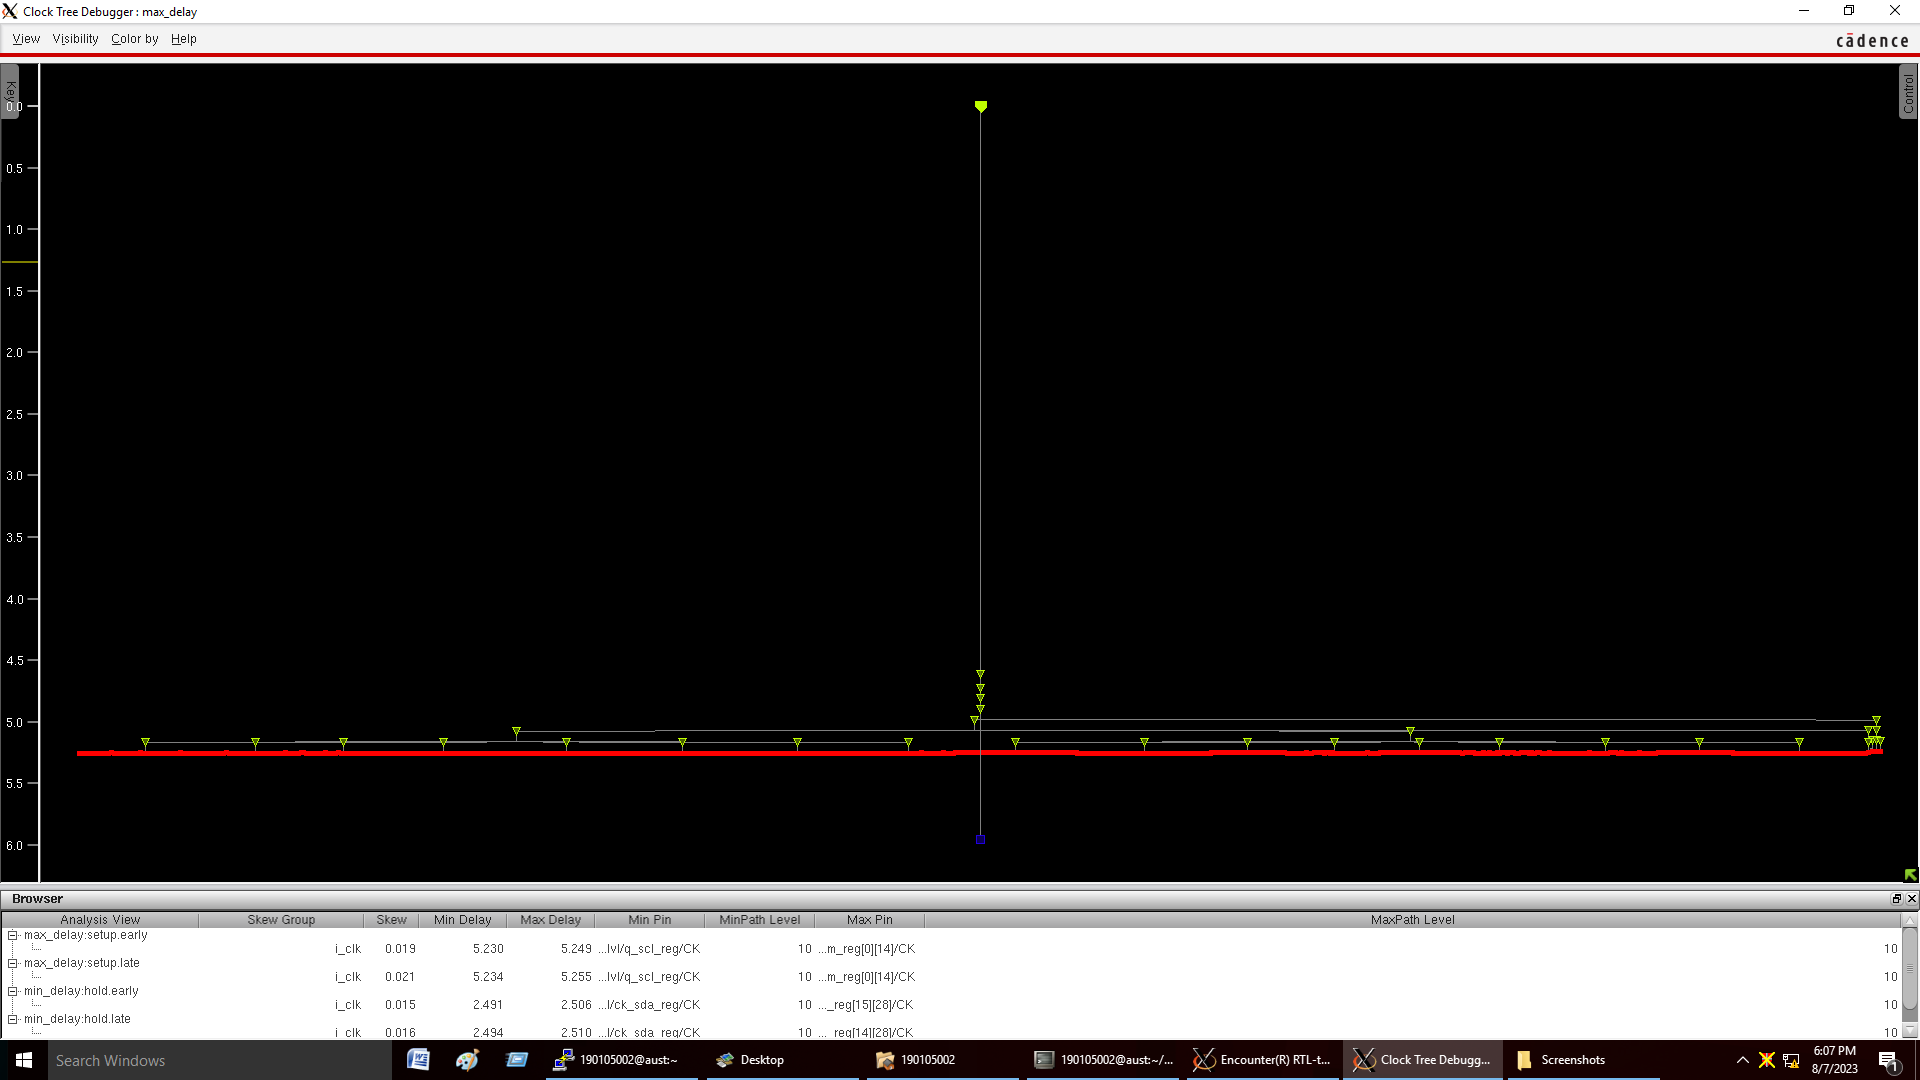 Clock Tree Debugger : max_delay
View Visibility Color by Help
cādence
Key
Control
0.0
0.5
1.0
1.5
2.0
2.5
3.0
3.5
4.0
4.5
5.0
5.5
6.0
Browser
Analysis View Skew Group Skew Min Delay Max Delay Min Pin MinPath Level Max Pin MaxPath Level
max_delay:setup.early
i_clk 0.019 5.230 5.249 ...lvl/q_scl_reg/CK 10 ...m_reg[0][14]/CK 10
max_delay:setup.late
i_clk 0.021 5.234 5.255 ...lvl/q_scl_reg/CK 10 ...m_reg[0][14]/CK 10
min_delay:hold.early
i_clk 0.015 2.491 2.506 ...l/ck_sda_reg/CK 10 ..._reg[15][28]/CK 10
min_delay:hold.late
i_clk 0.016 2.494 2.510 ...l/ck_sda_reg/CK 10 ..._reg[14][28]/CK 10
Search Windows
190105002@aust:~
Desktop
190105002
190105002@aust:~/...
Encounter(R) RTL-t...
Clock Tree Debugg...
Screenshots
6:07 PM
8/7/2023
1